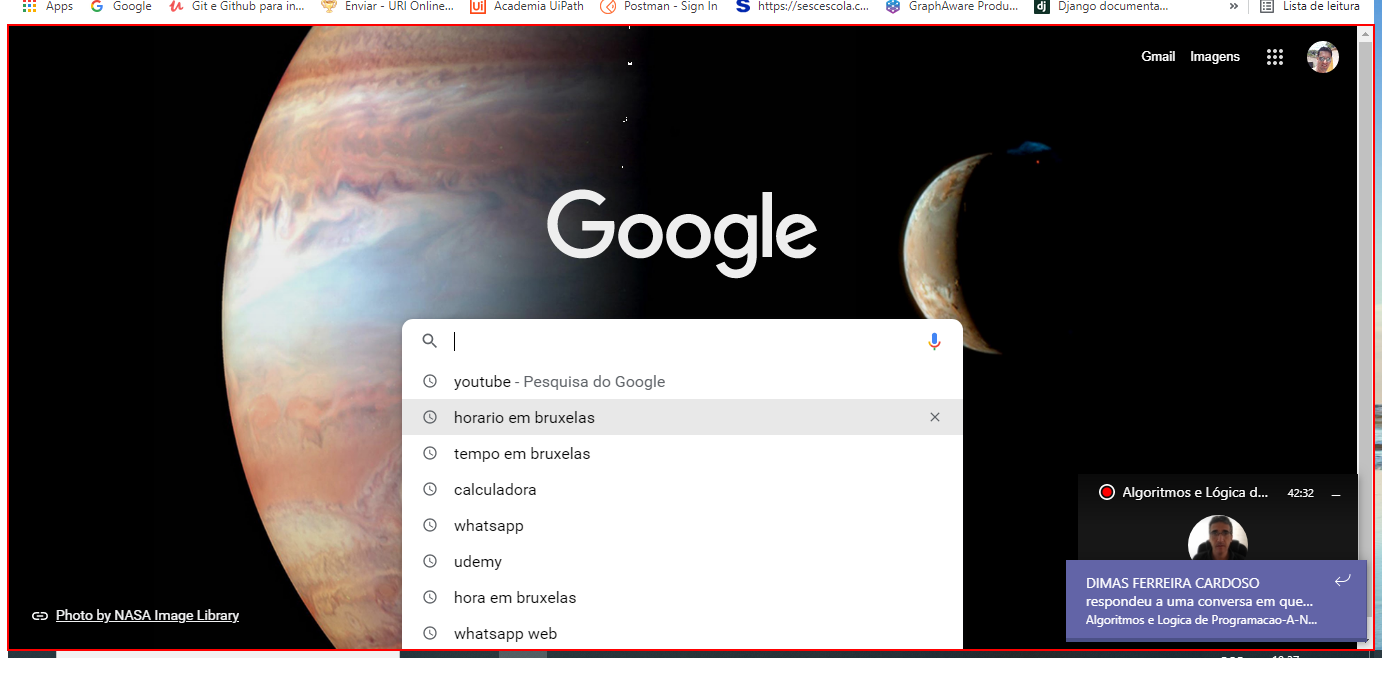 Apps
Google
Git e Github para in...
Enviar - URI Online...
Ui
Academia UiPath
Postman - Sign In
S
https://sescescola.c...
GraphAware Produ...
dj
Django documenta...
»
Lista de leitura
Gmail
Imagens
Google
youtube - Pesquisa do Google
horario em bruxelas
tempo em bruxelas
calculadora
whatsapp
udemy
hora em bruxelas
whatsapp web
Photo by NASA Image Library
Algoritmos e Lógica d...
42:32
DIMAS FERREIRA CARDOSO
respondeu a uma conversa em que...
Algoritmos e Logica de Programacao-A-N...